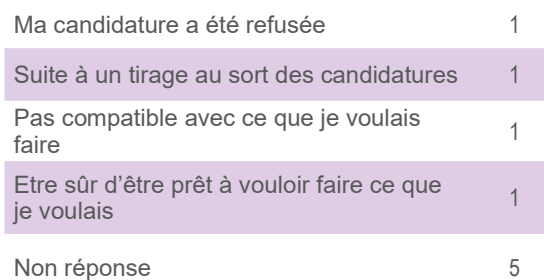 Ma candidature a été refusée 1
Suite à un tirage au sort des candidatures 1
Pas compatible avec ce que je voulais
faire 1
Etre sûr d’être prêt à vouloir faire ce que
je voulais 1
Non réponse 5